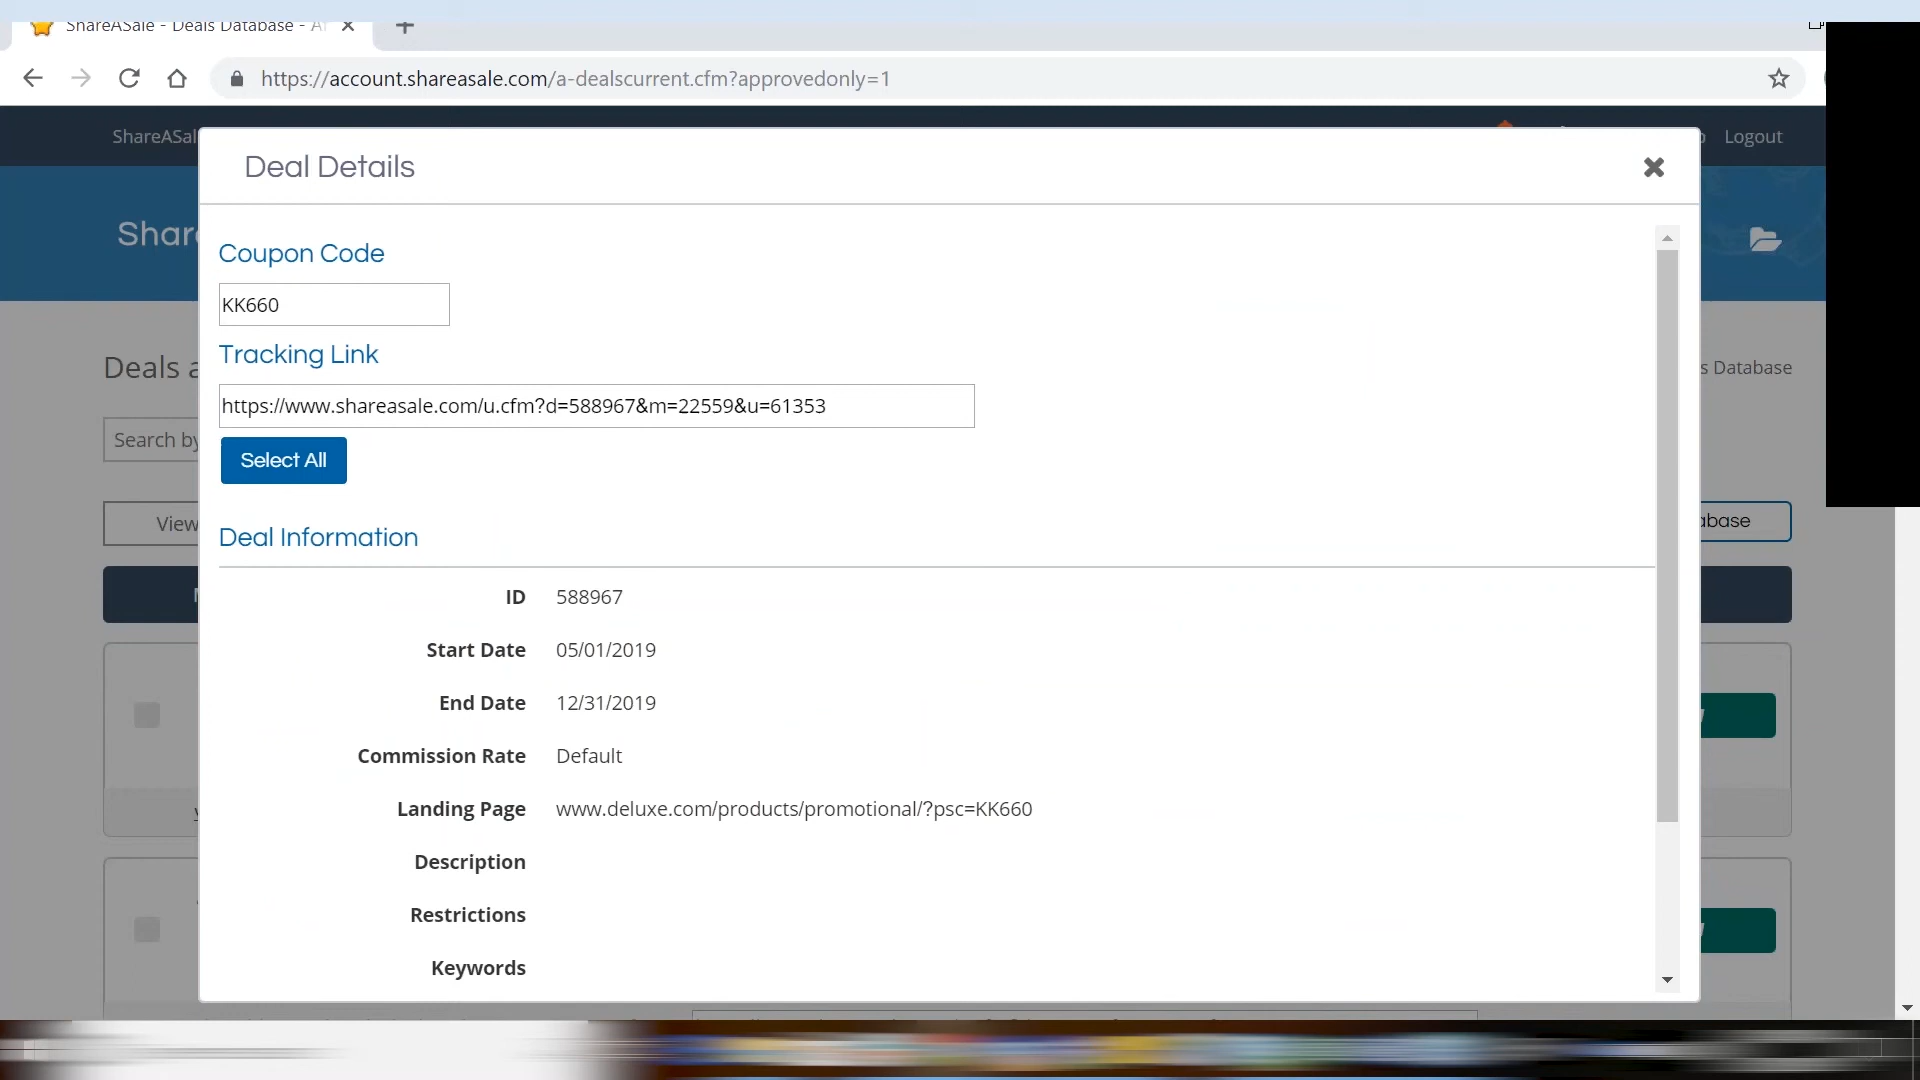 ShareASale - Deals Database - Af
https://account.shareasale.com/a-dealscurrent.cfm?approvedonly=1
ShareASal
Logout
Deal Details
Shar
Coupon Code
KK660
Tracking Link
Deals a
s Database
https://www.shareasale.com/u.cfm?d=588967&m=22559&u=61353
Search by
Select All
View
abase
Deal Information
ID 588967
Start Date 05/01/2019
End Date 12/31/2019
Commission Rate Default
Landing Page www.deluxe.com/products/promotional/?psc=KK660
Description
Restrictions
Keywords